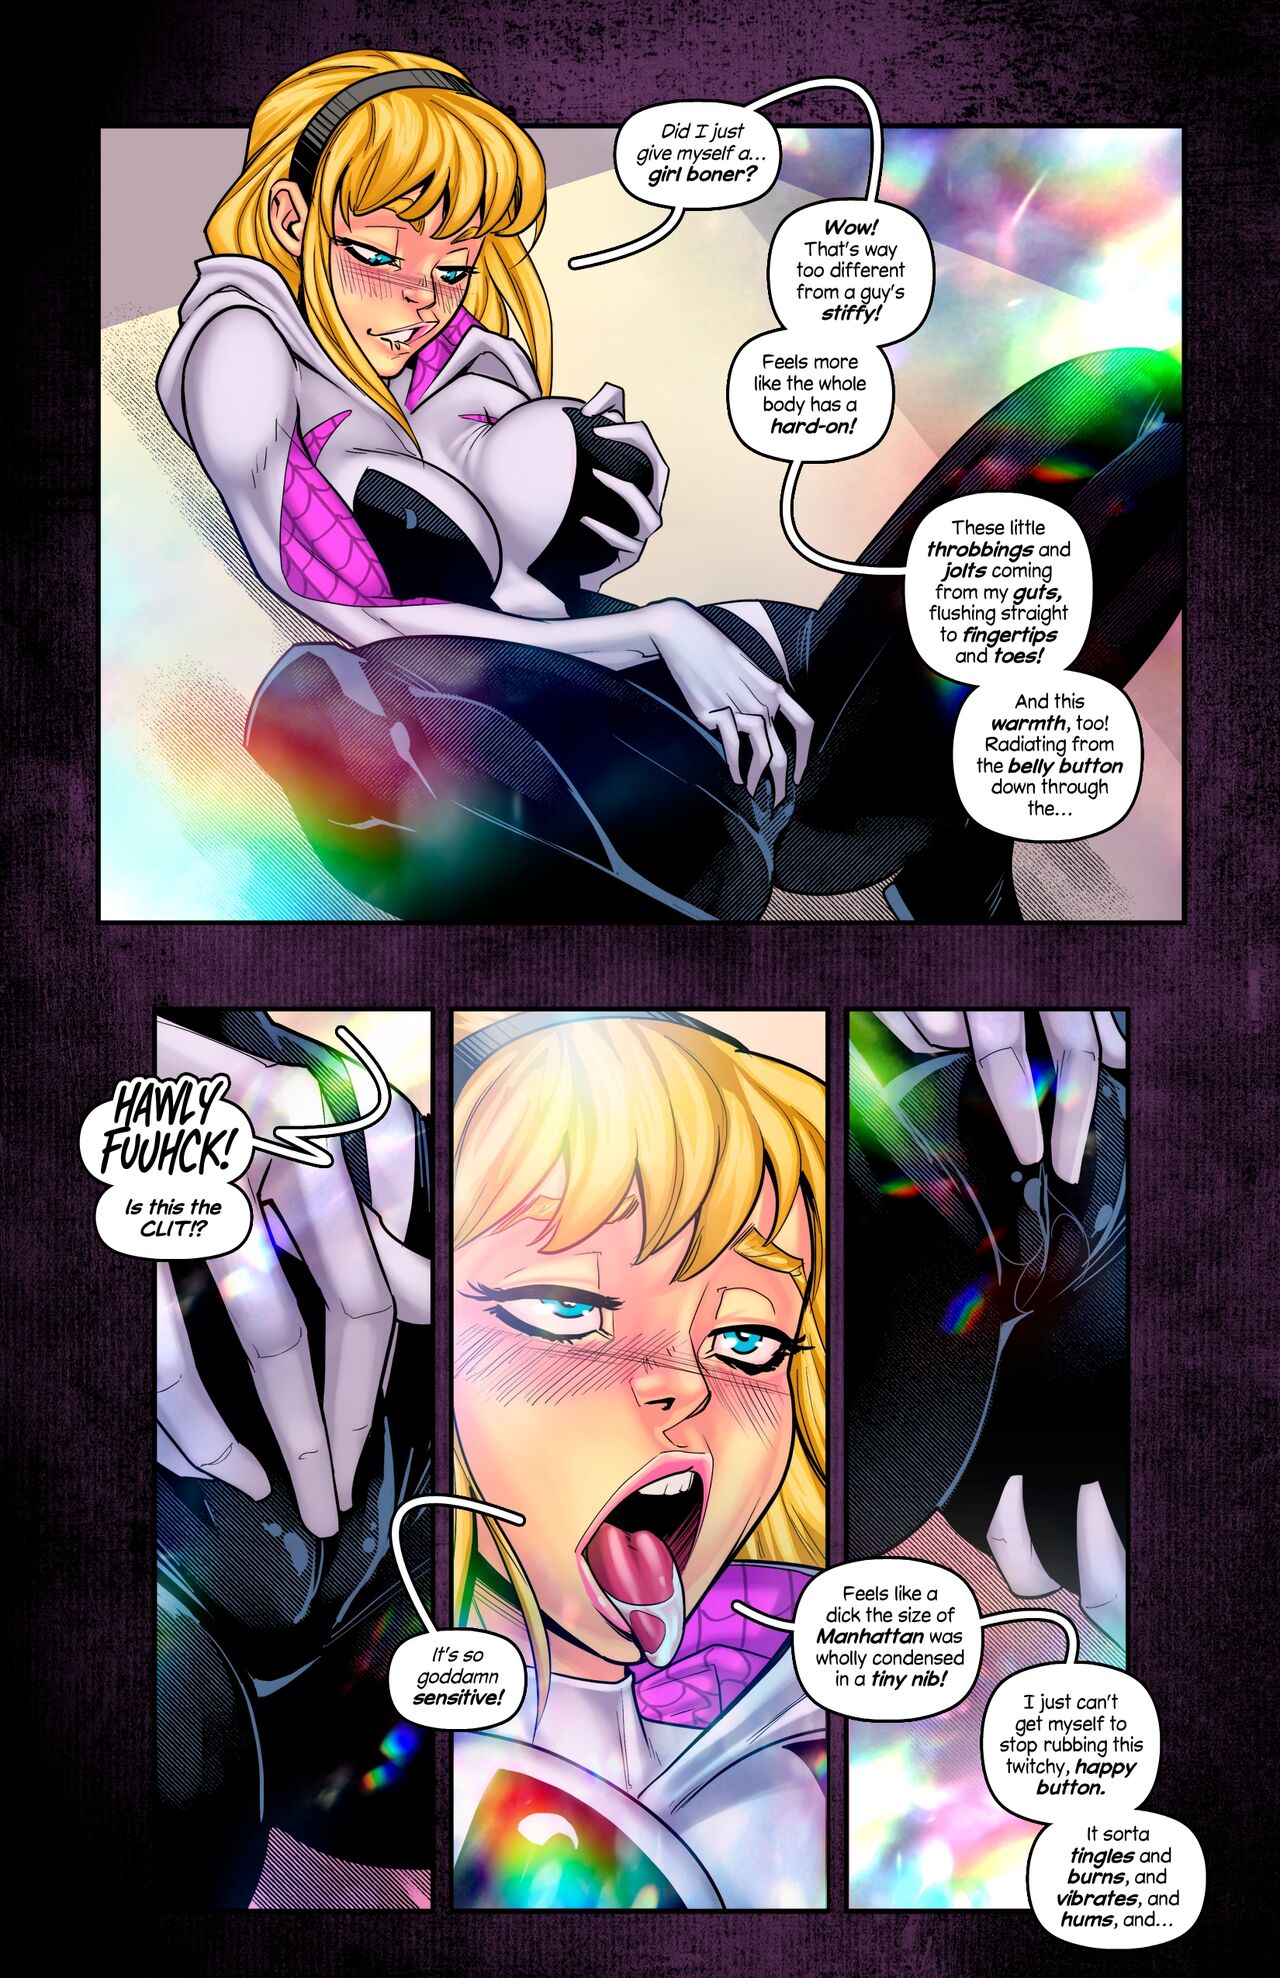 Did I just
give myself a...
girl boner?
Wow!
That's way
too different
from a guy's
stiffy!
Feels more
like the whole
body has a
hard-on!
These little
throbbings and
jolts coming
from my guts,
flushing straight
to fingertips
and toes!
And this
warmth, too!
Radiating from
the belly button
down through
the...
HAWLY
FUUHCK!
Is this the
CLIT!?
It's so
goddamn
sensitive!
Feels like a
dick the size of
Manhattan was
wholly condensed
in a tiny nib!
I just can't
get myself to
stop rubbing this
twitchy, happy
button.
It sorta
tingles and
burns, and
vibrates, and
hums, and...